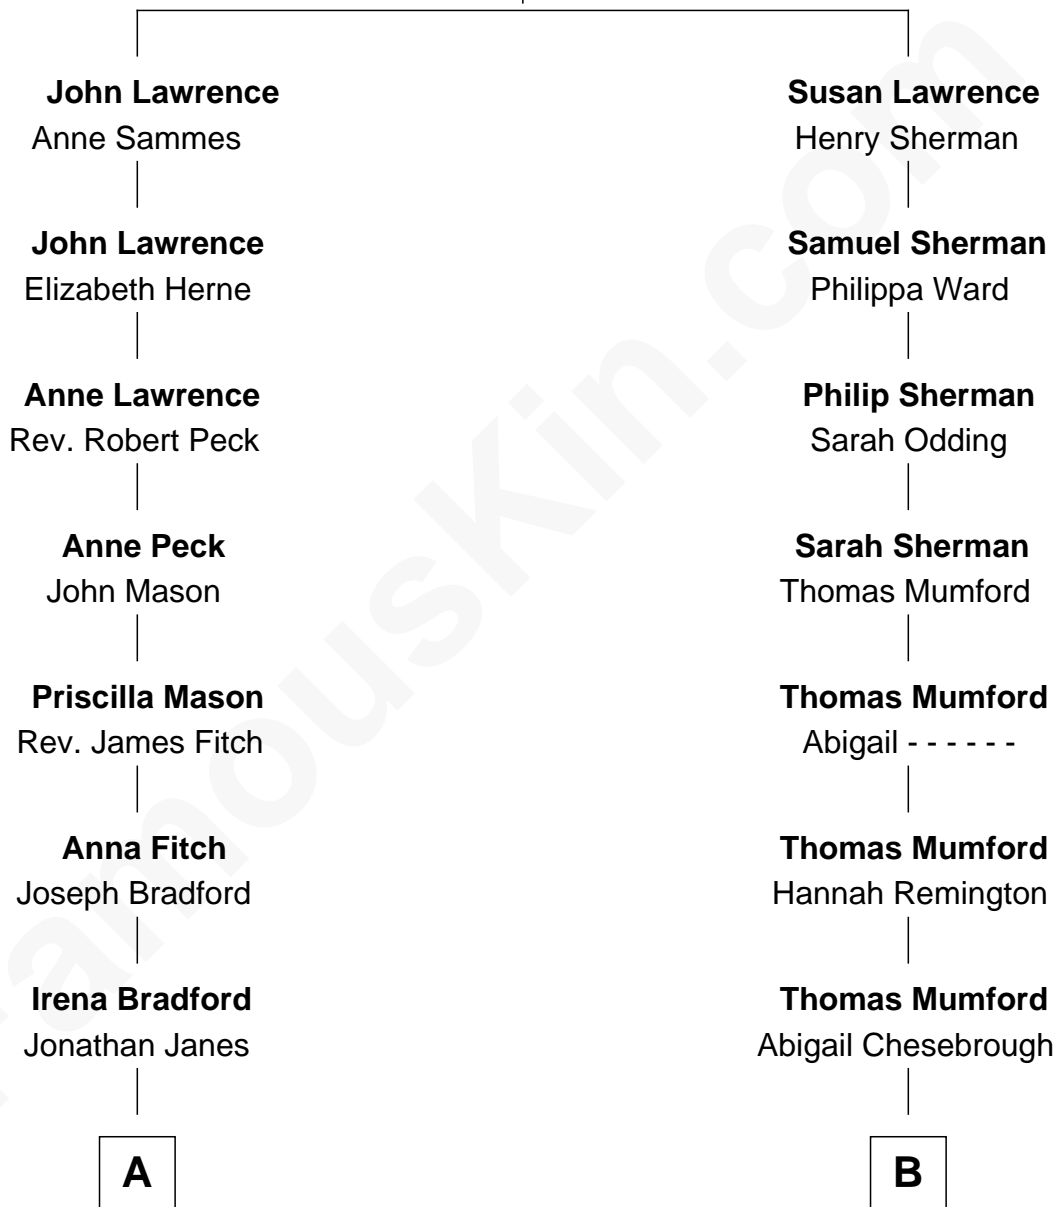 John Lawrence
Anne Sammes
Susan Lawrence
Henry Sherman
John Lawrence
Elizabeth Herne
Samuel Sherman
Philippa Ward
Anne Lawrence
Rev. Robert Peck
Philip Sherman
Sarah Odding
Anne Peck
John Mason
Sarah Sherman
Thomas Mumford
Priscilla Mason
Rev. James Fitch
Thomas Mumford
Abigail - - - - - -
Anna Fitch
Joseph Bradford
Thomas Mumford
Hannah Remington
Irena Bradford
Jonathan Janes
Thomas Mumford
Abigail Chesebrough
A
B
FamousKin.com